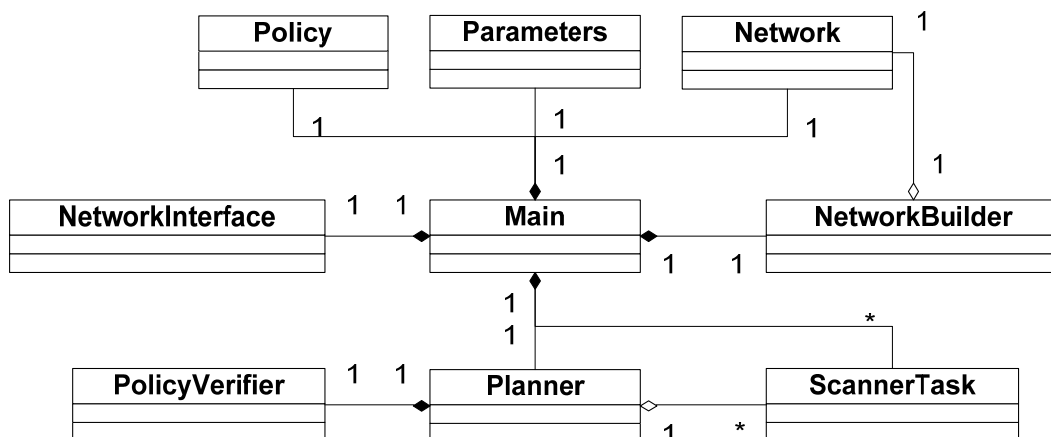 Policy Parameters Network 1
1 1 1
1 1
NetworkInterface 1 1 Main NetworkBuilder
1 1
1
1 *
PolicyVerifier 1 1 Planner ScannerTask
1 *